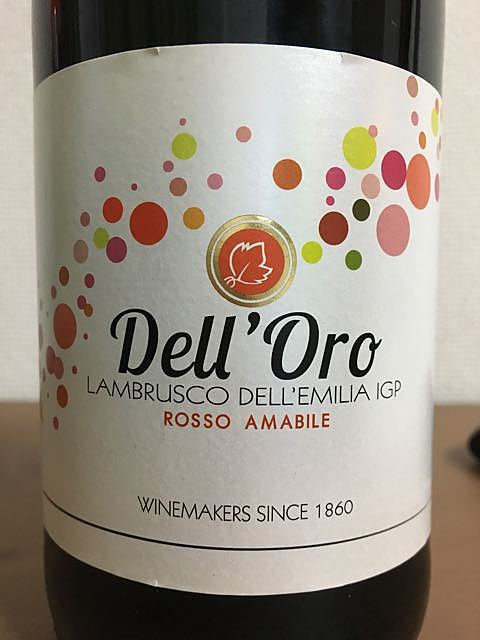 Dell'Oro
LAMBRUSCO DELL'EMILIA IGP
ROSSO AMABILE
WINEMAKERS SINCE 1860